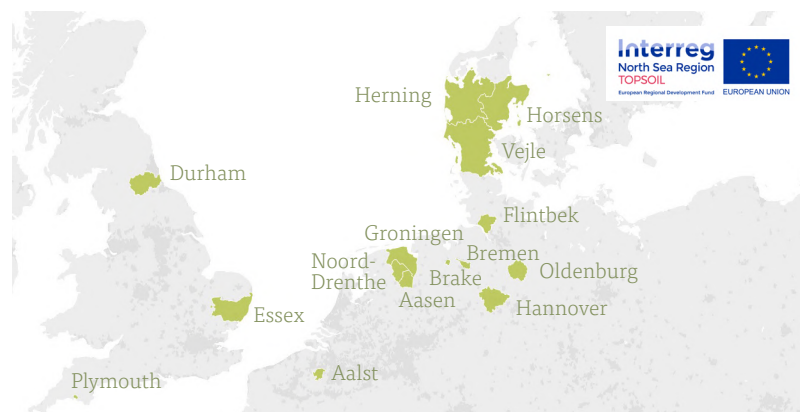 Interreg
North Sea Region
TOPSOIL
European Regional Development Fund
EUROPEAN UNION
Herning
Horsens
Vejle
Durham
Flintbek
Groningen
Noord-
Drenthe
Bremen
Brake
Oldenburg
Aasen
Essex
Hannover
Plymouth
Aalst